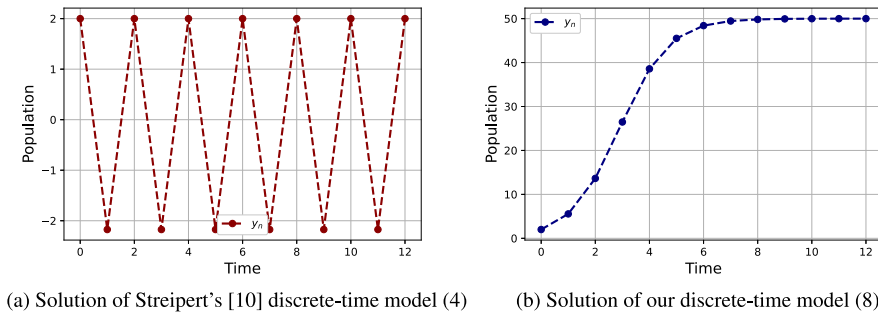 2
1
0
−1
−2
Population
yₙ
0 2 4 6 8 10 12
Time
50
40
30
20
10
0
Population
yₙ
0 2 4 6 8 10 12
Time
(a) Solution of Streipert's [10] discrete-time model (4)
(b) Solution of our discrete-time model (8)